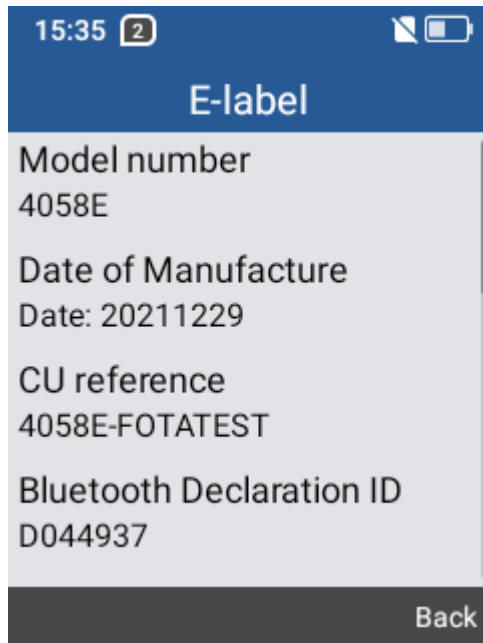 15:35 2
E-label
Model number
4058E
Date of Manufacture
Date: 20211229
CU reference
4058E-FOTATEST
Bluetooth Declaration ID
D044937
Back